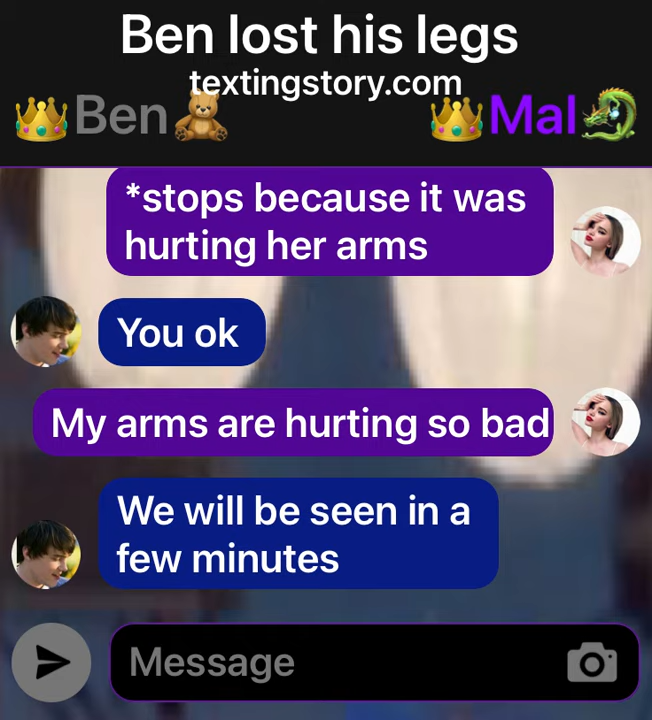 Ben lost his legs
textingstory.com
👑Ben🧸
👑Mal🐉
*stops because it was
hurting her arms
You ok
My arms are hurting so bad
We will be seen in a
few minutes
Message